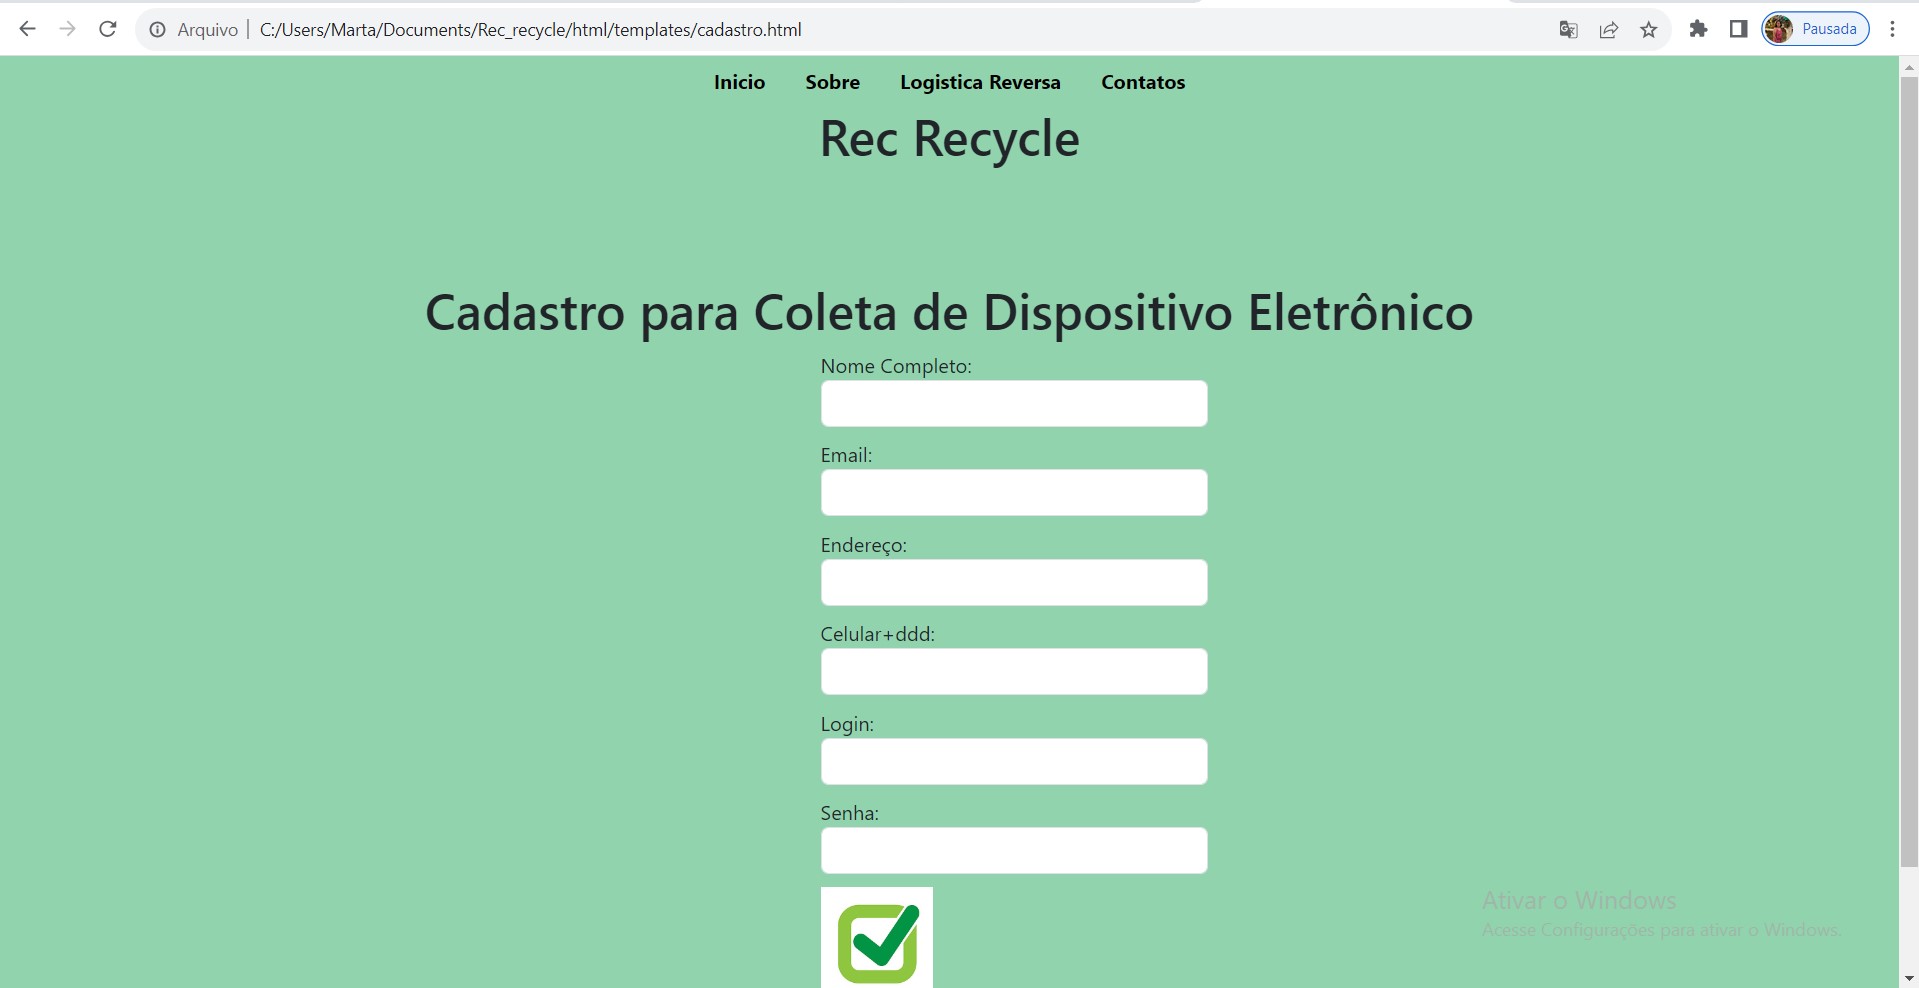 Arquivo | C:/Users/Marta/Documents/Rec_recycle/html/templates/cadastro.html
Pausada
Inicio Sobre Logistica Reversa Contatos
Rec Recycle
Cadastro para Coleta de Dispositivo Eletrônico
Nome Completo:
Email:
Endereço:
Celular+ddd:
Login:
Senha:
Ativar o Windows
Acesse Configurações para ativar o Windows.